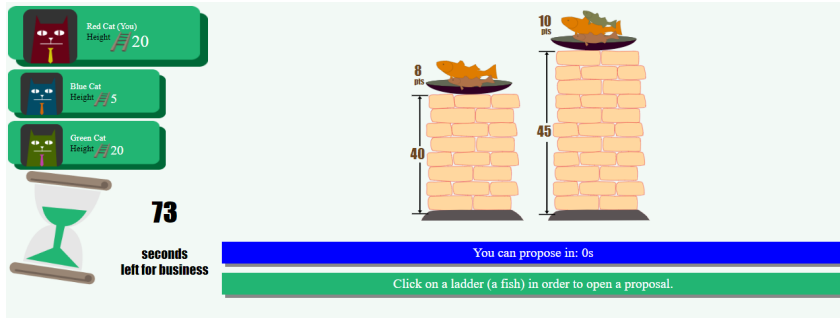 Red Cat (You)
Height 20
Blue Cat
Height 5
Green Cat
Height 20
73
seconds
left for business
8
pts
40
10
pts
45
You can propose in: 0s
Click on a ladder (a fish) in order to open a proposal.